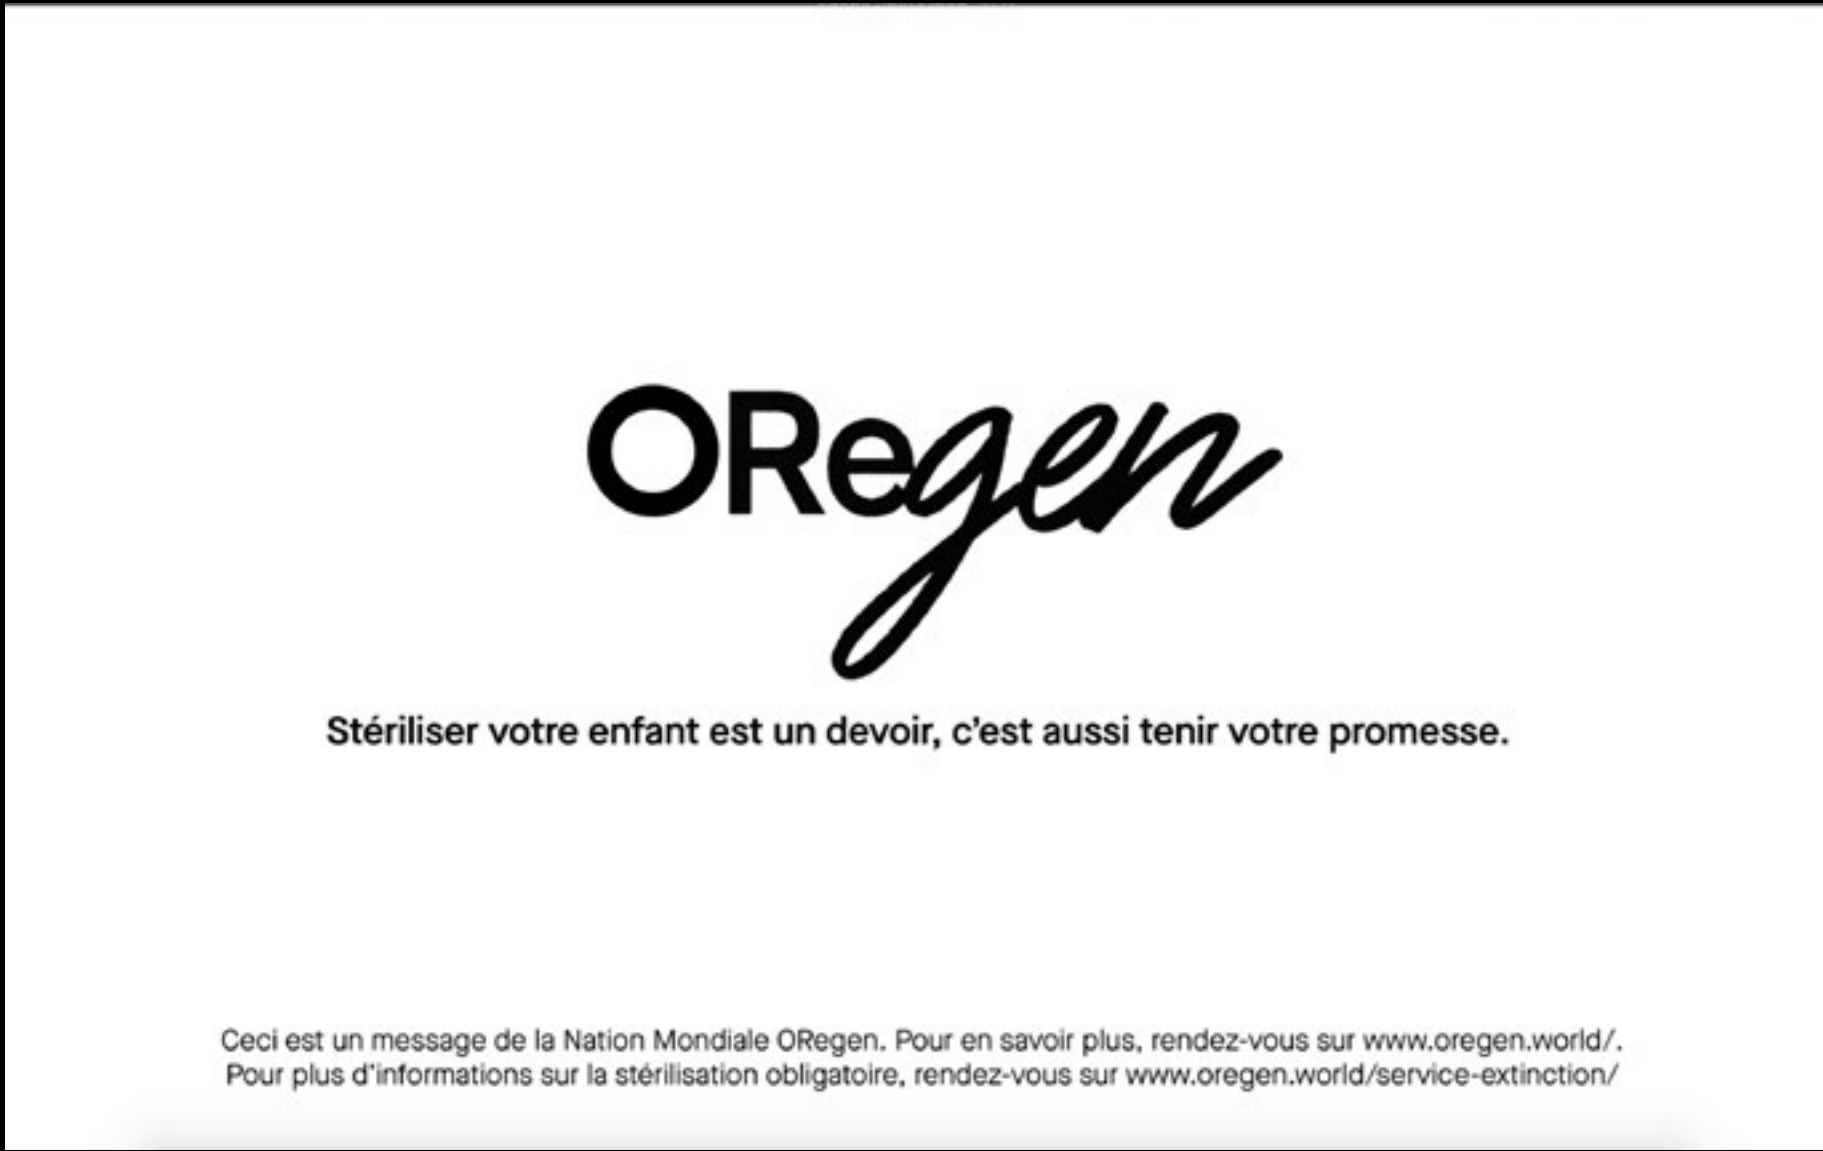 ORegen
Stériliser votre enfant est un devoir, c'est aussi tenir votre promesse.
Ceci est un message de la Nation Mondiale ORegen. Pour en savoir plus, rendez-vous sur www.oregen.world/.
Pour plus d'informations sur la stérilisation obligatoire, rendez-vous sur www.oregen.world/service-extinction/